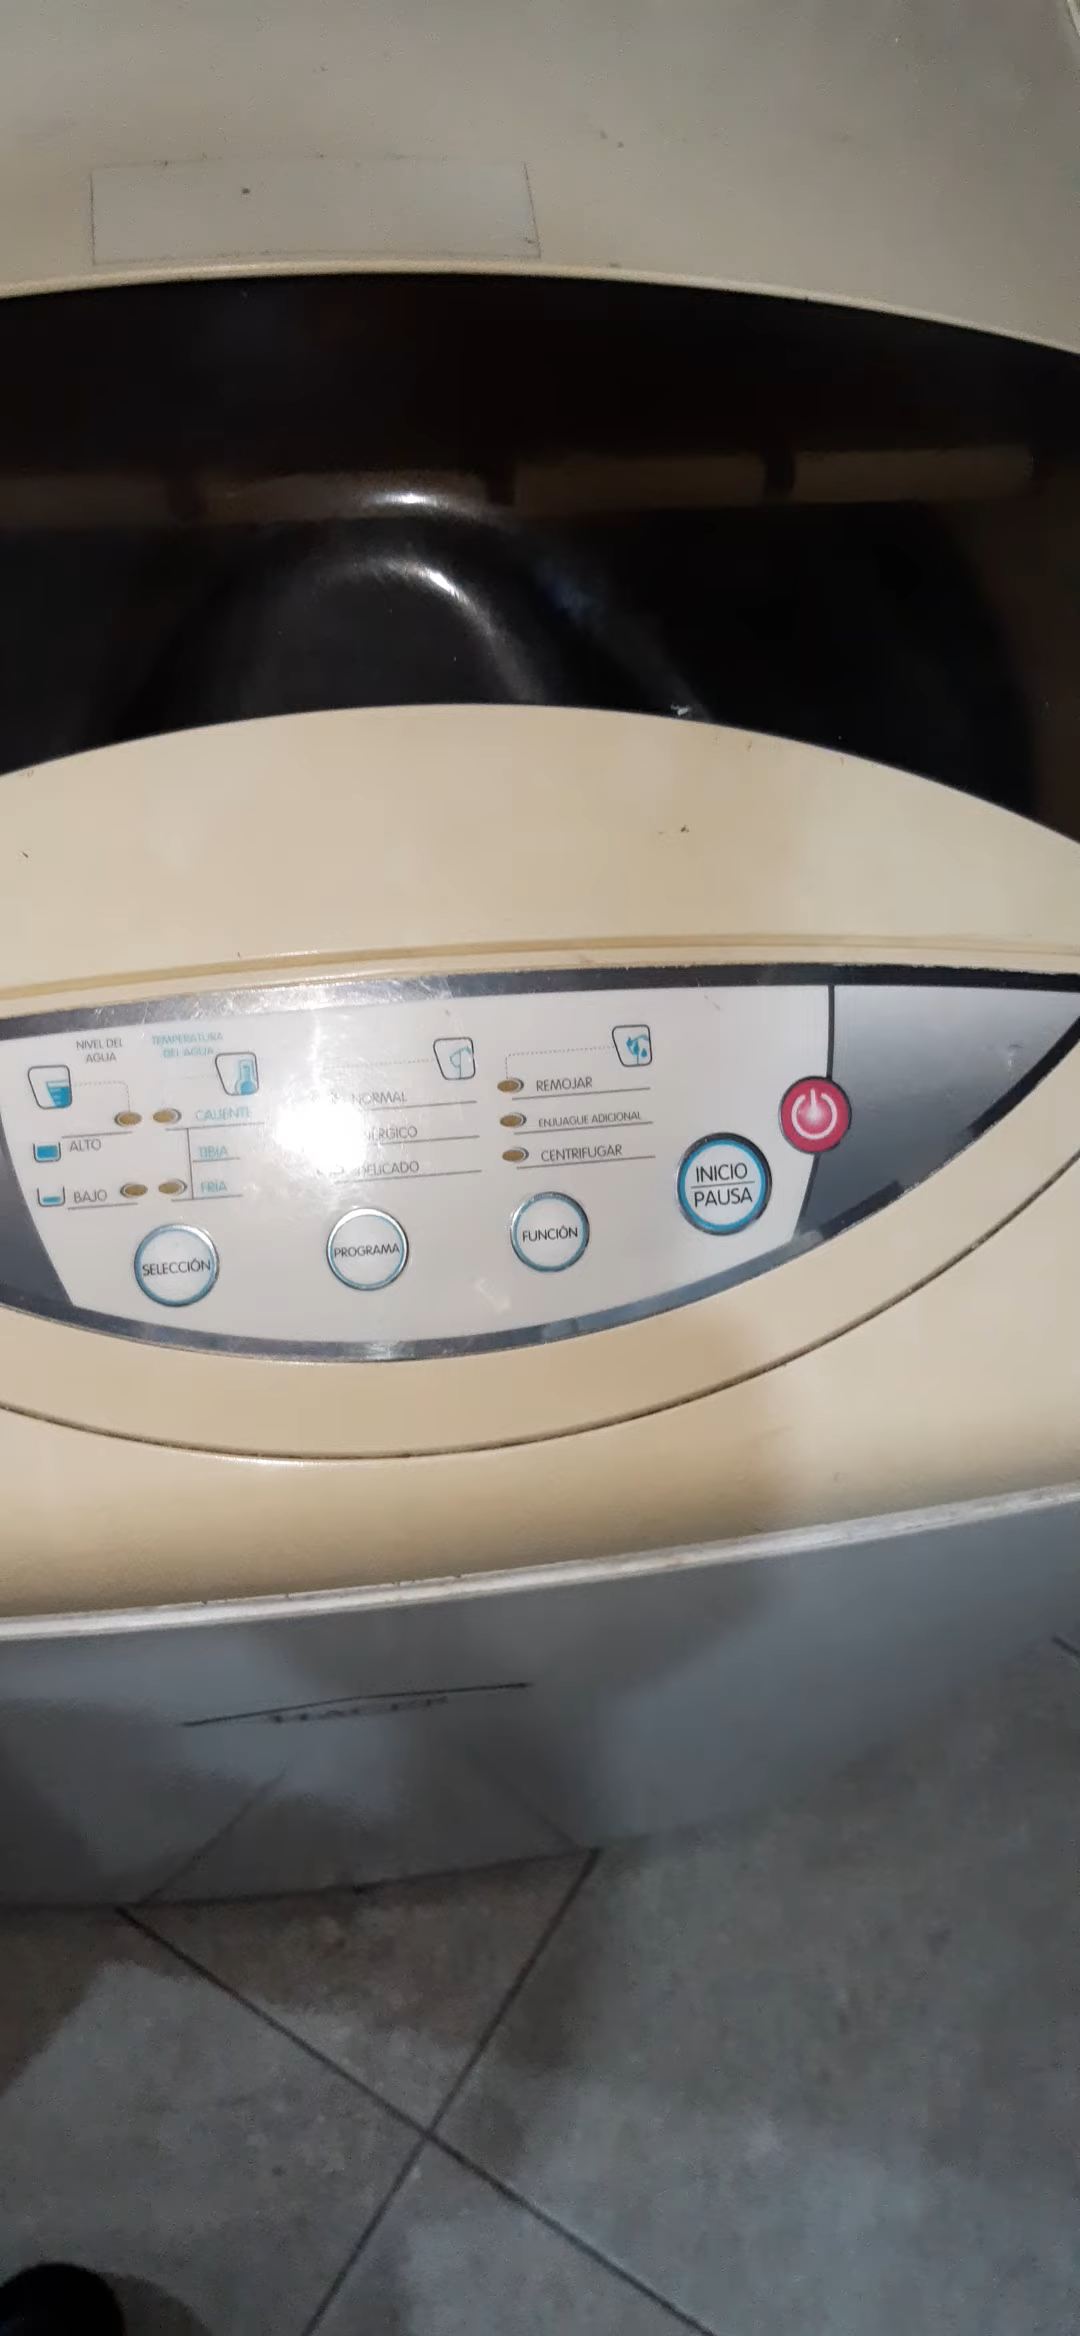 NIVEL DEL
AGUA
TEMPERATURA
DEL AGUA
ALTO
BAJO
CALIENTE
TIBIA
FRÍA
NORMAL
REMOJAR
ENJUAGUE ADICIONAL
CENTRIFUGAR
SELECCIÓN
PROGRAMA
FUNCIÓN
INICIO
PAUSA